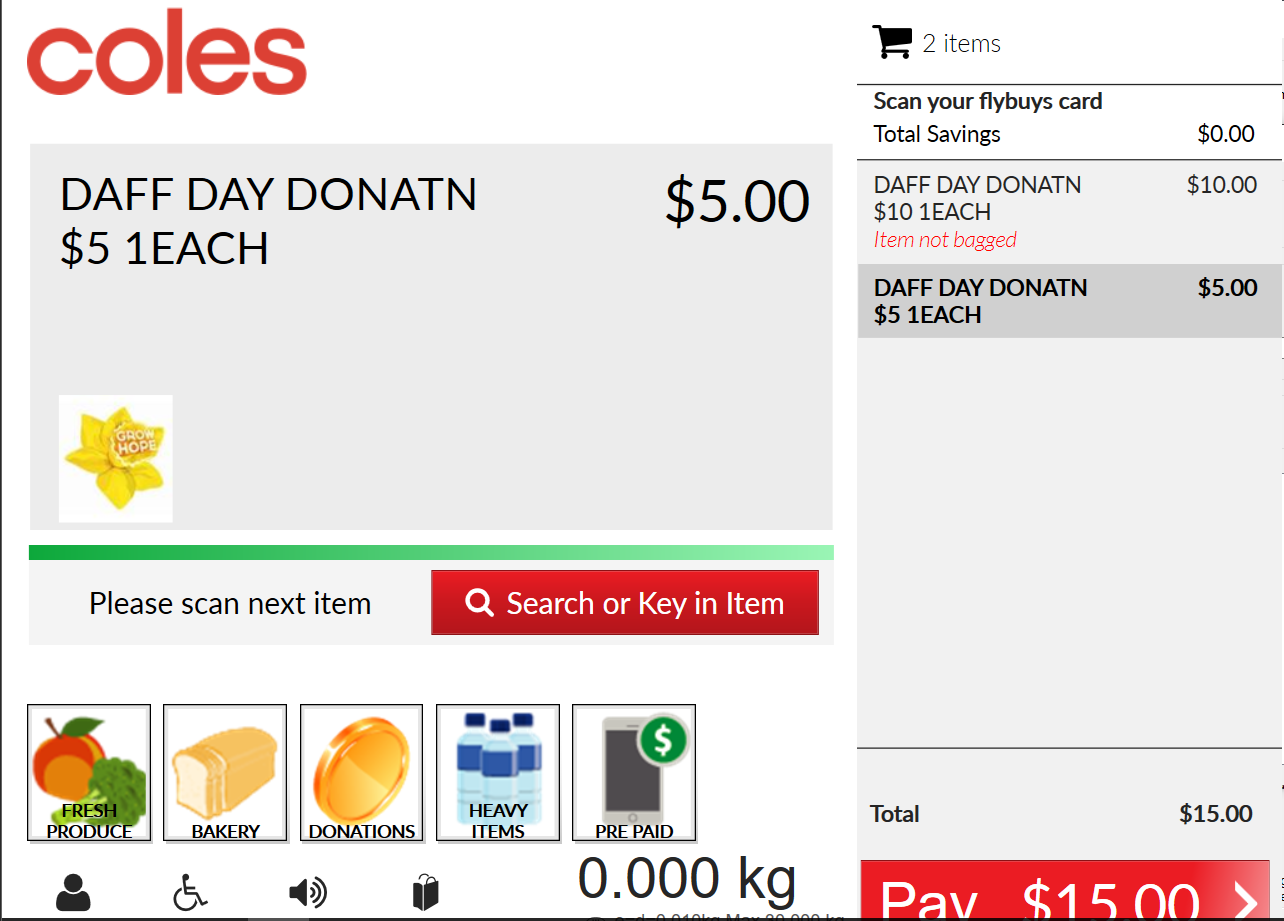 coles
2 items
Scan your flybuys card
Total Savings $0.00
DAFF DAY DONATN $5.00
$5 1EACH
GROW
HOPE
DAFF DAY DONATN $10.00
$10 1EACH
Item not bagged
DAFF DAY DONATN $5.00
$5 1EACH
Please scan next item
Search or Key in Item
FRESH
PRODUCE
BAKERY
DONATIONS
HEAVY
ITEMS
$
PRE PAID
Total $15.00
0.000 kg
Pay $15.00